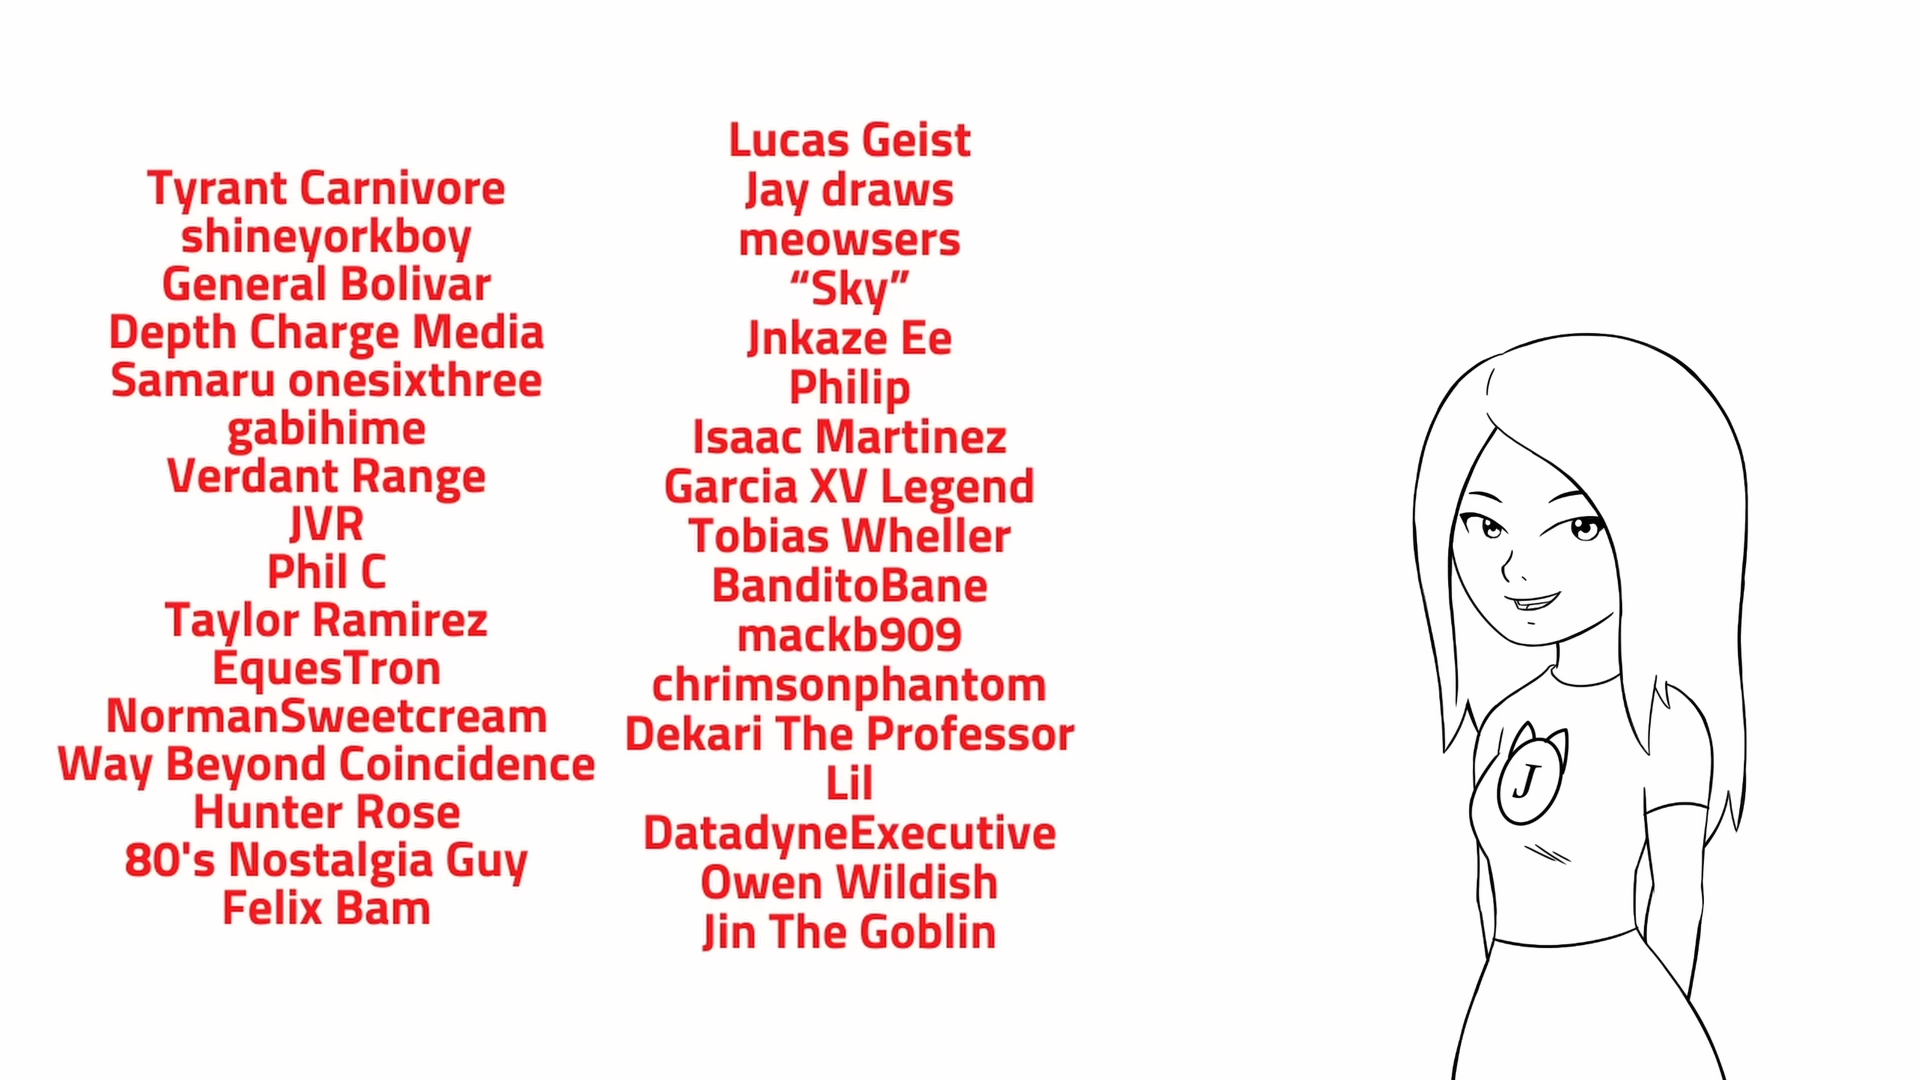 Tyrant Carnivore
shineyorkboy
General Bolivar
Depth Charge Media
Samaru onesixthree
gabihime
Verdant Range
JVR
Phil C
Taylor Ramirez
EquesTron
NormanSweetcream
Way Beyond Coincidence
Hunter Rose
80's Nostalgia Guy
Felix Bam
Lucas Geist
Jay draws
meowsers
“Sky”
Jnkaze Ee
Philip
Isaac Martinez
Garcia XV Legend
Tobias Wheller
BanditoBane
mackb909
chrimsonphantom
Dekari The Professor
Lil
DatadyneExecutive
Owen Wildish
Jin The Goblin
J